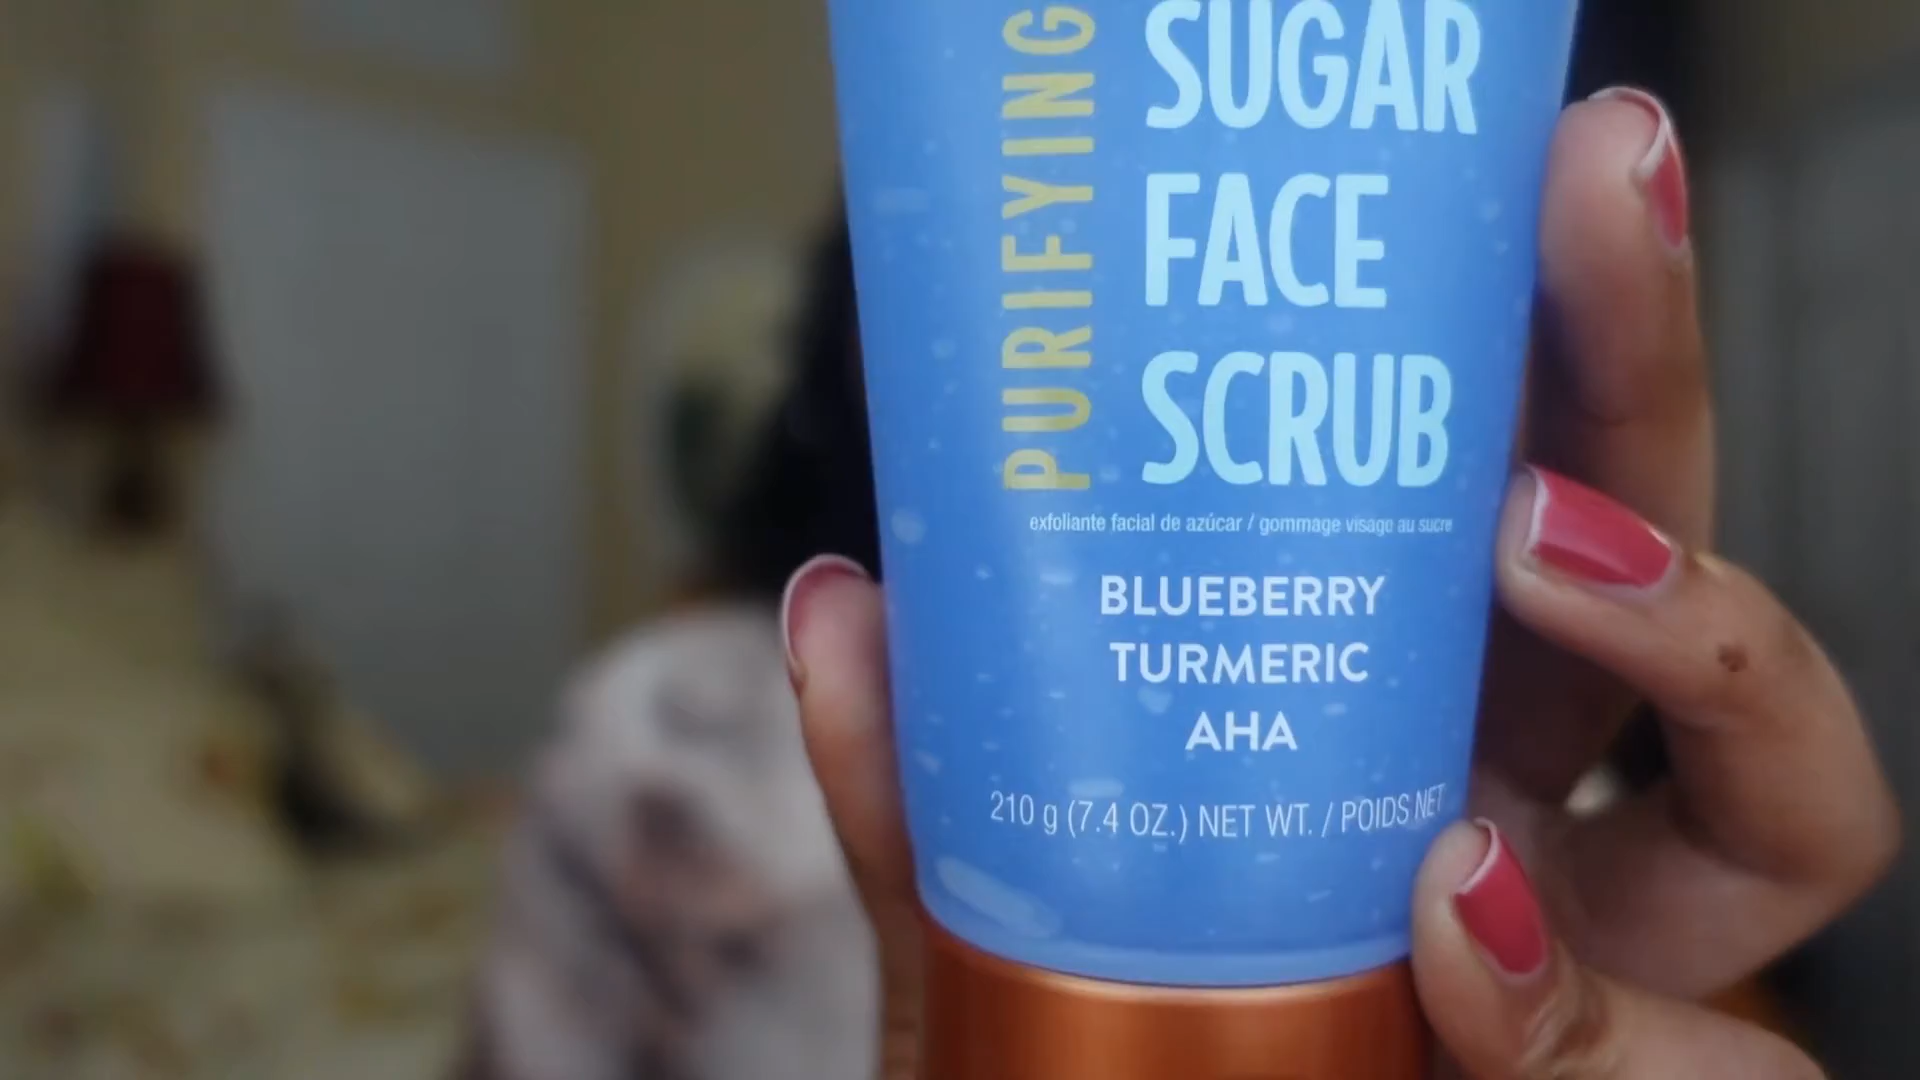 PURIFYING
SUGAR
FACE
SCRUB
exfoliante facial de azúcar / gommage visage au sucre
BLUEBERRY
TURMERIC
AHA
210 g (7.4 OZ.) NET WT. / POIDS NET